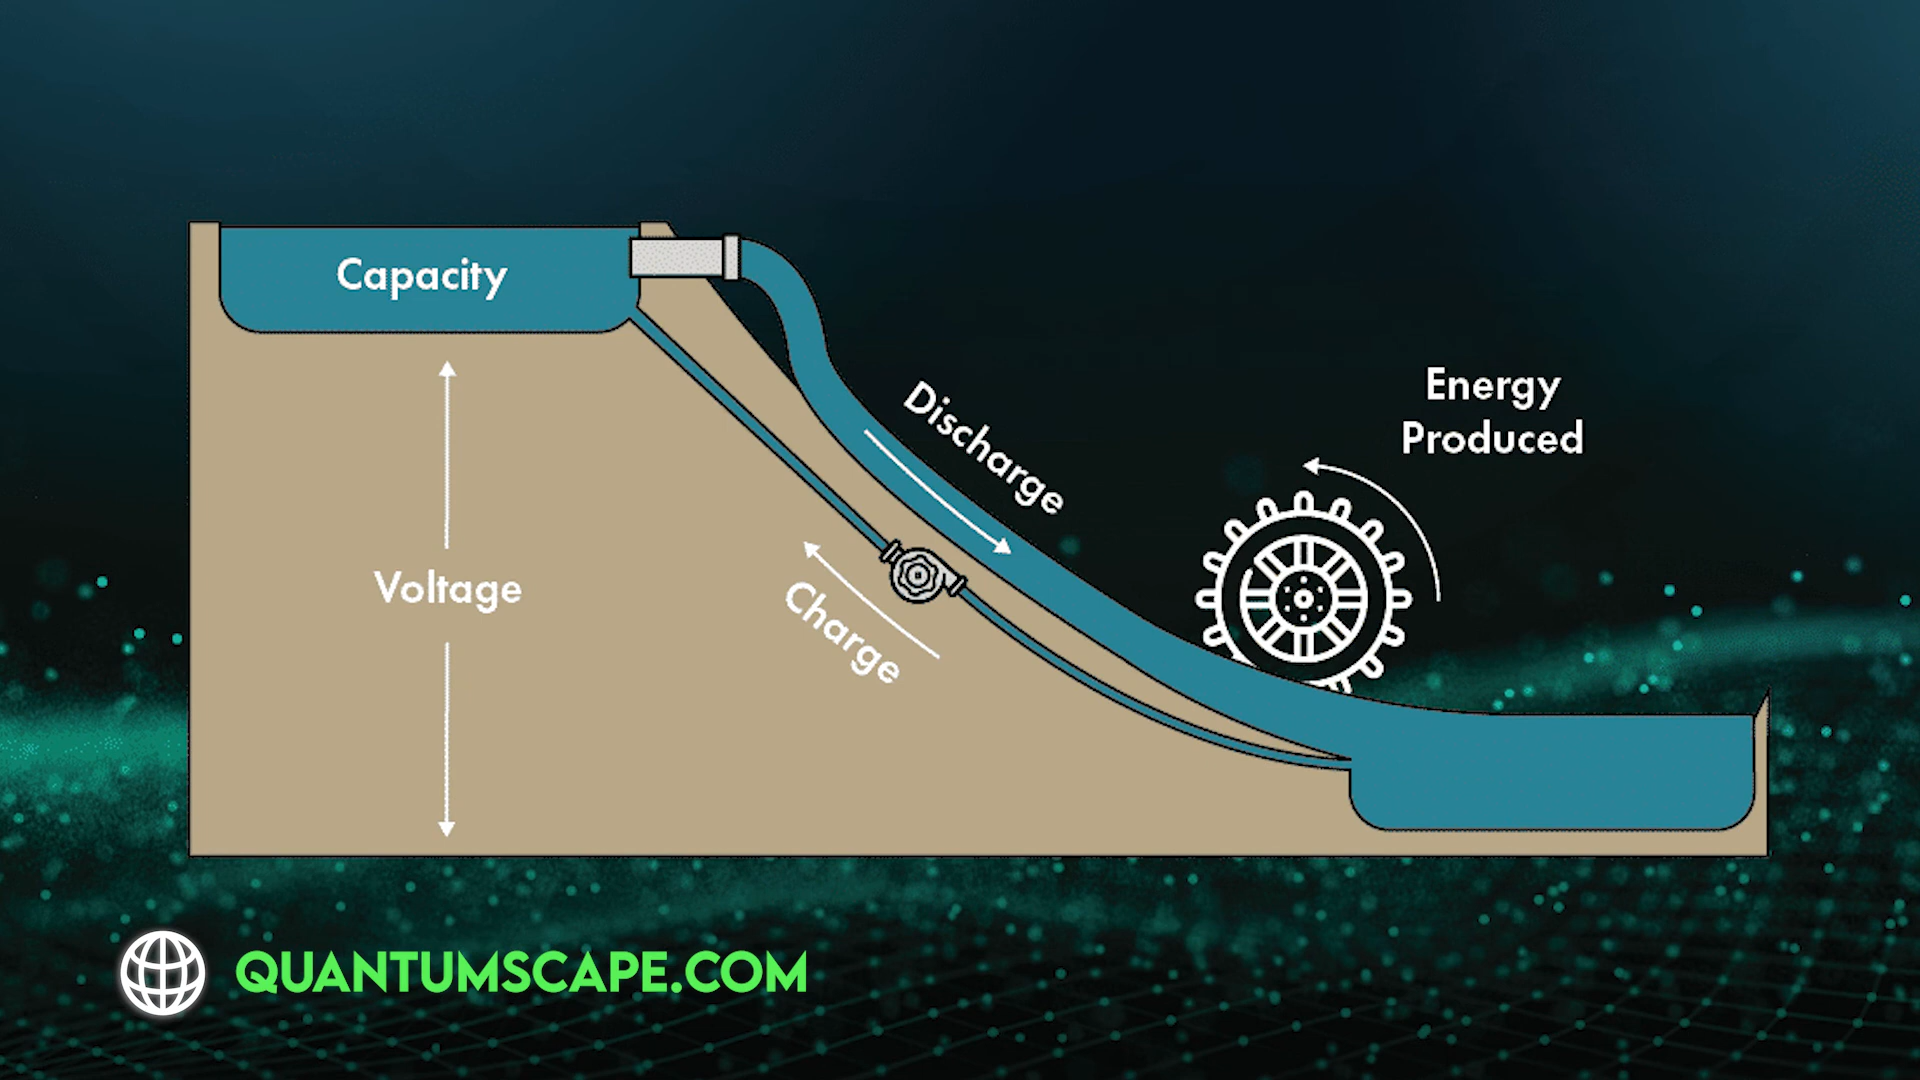 Capacity
Discharge
Energy
Produced
Voltage
Charge
QUANTUMSCAPE.COM